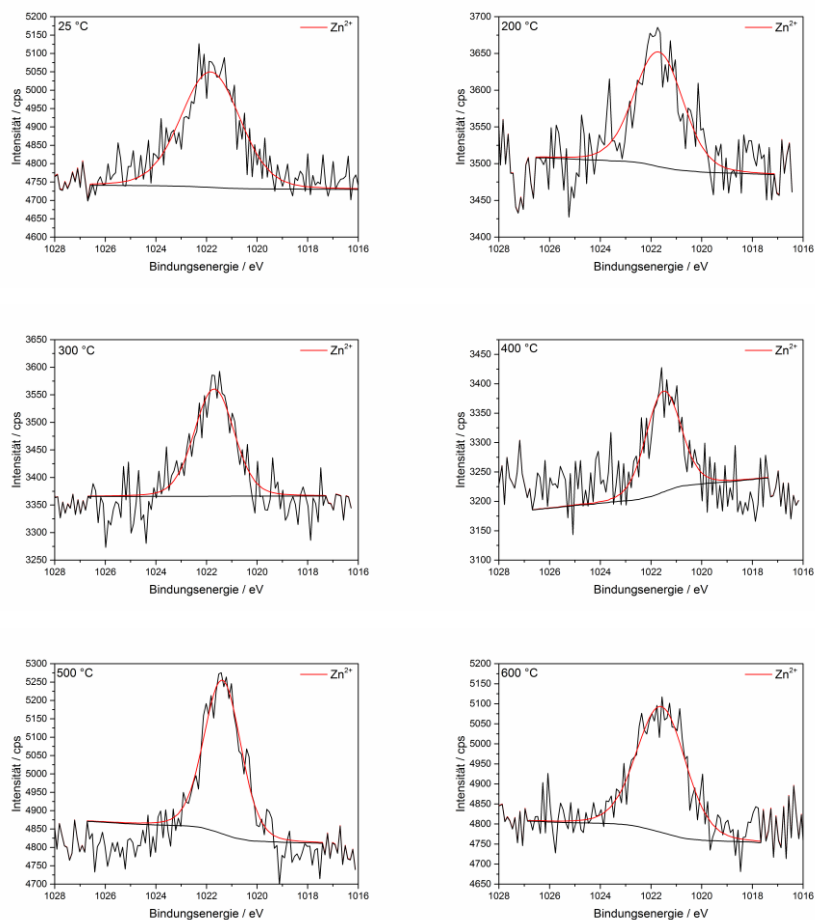 25 °C
Zn2+
5200
5150
5100
5050
5000
4950
4900
4850
4800
4750
4700
4650
4600
Intensität / cps
1028 1026 1024 1022 1020 1018 1016
Bindungsenergie / eV
200 °C
Zn2+
3700
3650
3600
3550
3500
3450
3400
Intensität / cps
1028 1026 1024 1022 1020 1018 1016
Bindungsenergie / eV
300 °C
Zn2+
3650
3600
3550
3500
3450
3400
3350
3300
3250
Intensität / cps
1028 1026 1024 1022 1020 1018 1016
Bindungsenergie / eV
400 °C
Zn2+
3450
3400
3350
3300
3250
3200
3150
3100
Intensität / cps
1028 1026 1024 1022 1020 1018 1016
Bindungsenergie / eV
500 °C
Zn2+
5300
5250
5200
5150
5100
5050
5000
4950
4900
4850
4800
4750
4700
Intensität / cps
1028 1026 1024 1022 1020 1018 1016
Bindungsenergie / eV
600 °C
Zn2+
5200
5150
5100
5050
5000
4950
4900
4850
4800
4750
4700
4650
Intensität / cps
1028 1026 1024 1022 1020 1018 1016
Bindungsenergie / eV